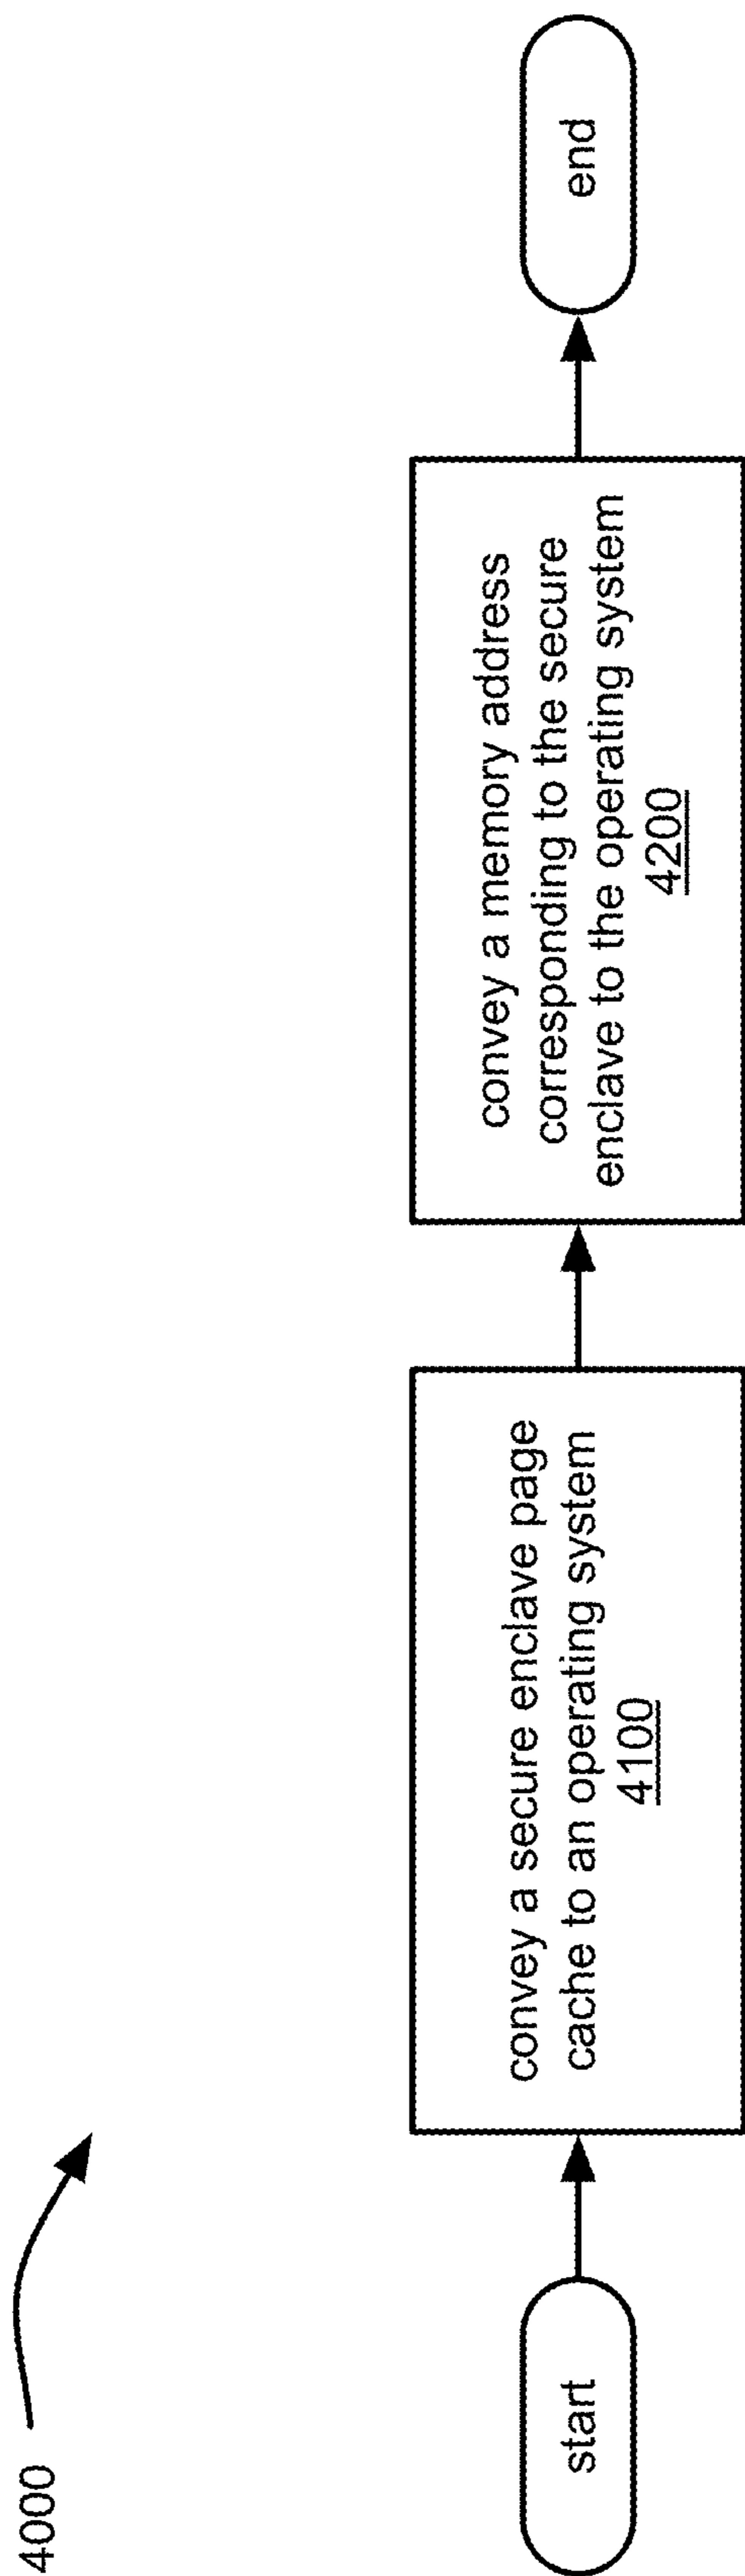 4000
start
convey a secure enclave page
cache to an operating system
4100
convey a memory address
corresponding to the secure
enclave to the operating system
4200
end